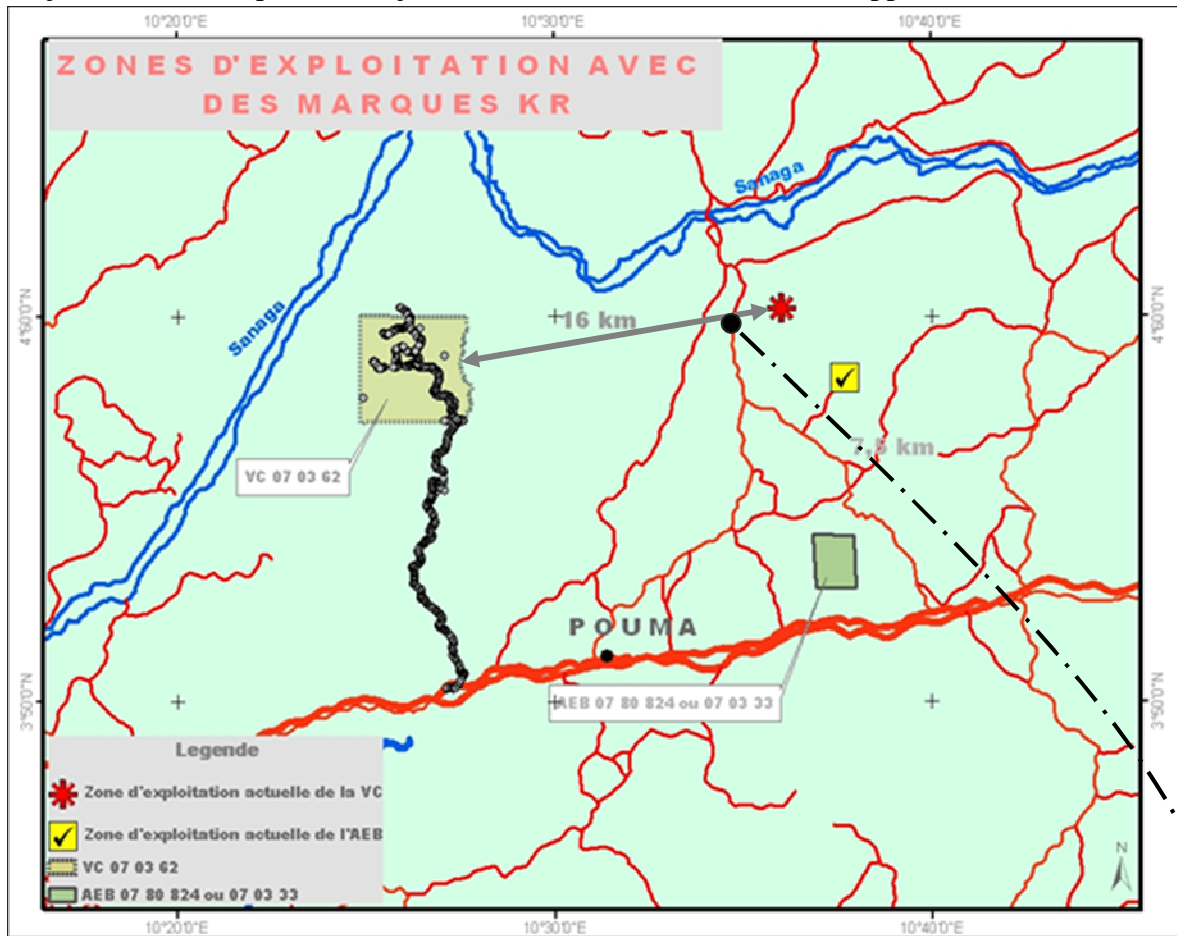 10°20'0"E 10°30'0"E 10°40'0"E
ZONES D'EXPLOITATION AVEC
DES MARQUES KR
Sanaga
Sanaga
4°0'0"N
4°0'0"N
16 km
7,5 km
VC 07 03 62
POUMA
AEB 07 80 824 ou 07 03 33
3°50'0"N
3°50'0"N
Legende
Zone d'exploitation actuelle de la VC
Zone d'exploitation actuelle de l'AEB
VC 07 03 62
AEB 07 80 824 ou 07 03 33
N
10°20'0"E 10°30'0"E 10°40'0"E